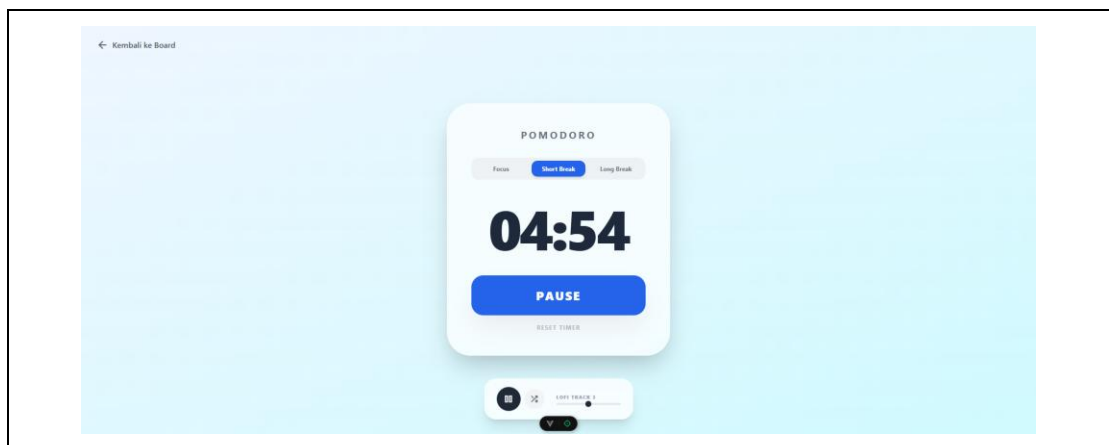 Kembali ke Board
POMODORO
Focus Short Break Long Break
04:54
PAUSE
RESET TIMER
LOFI TRACK 1